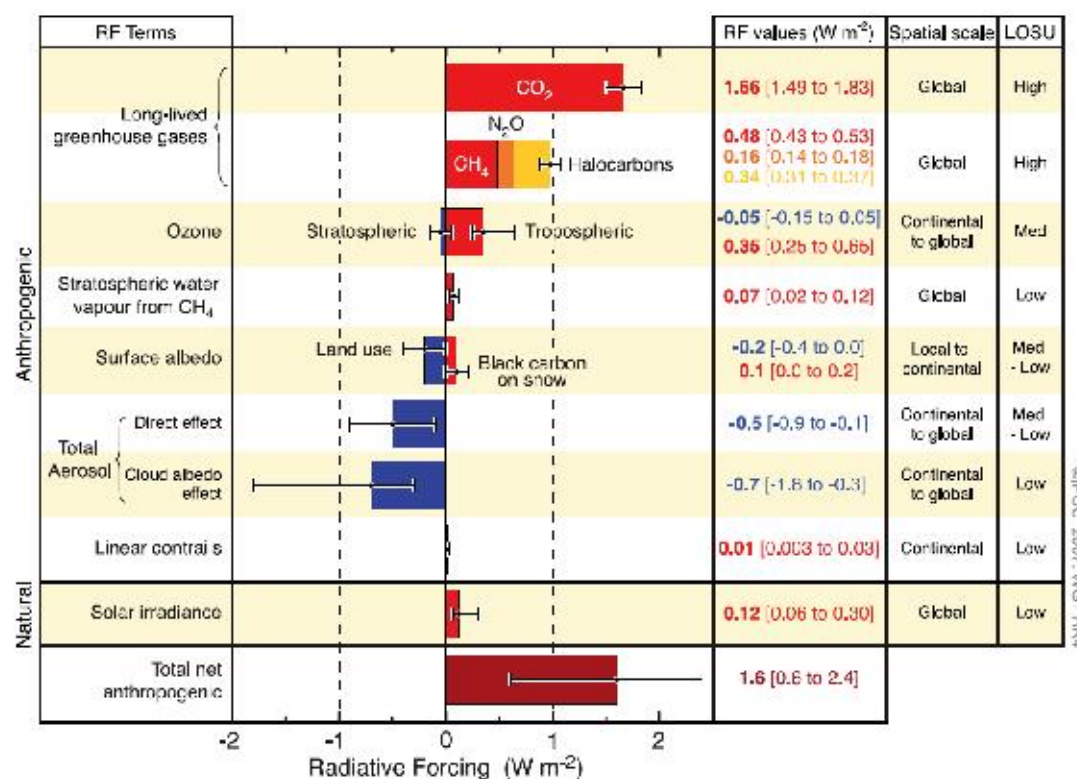 RF Terms
RF values (W m-2)
Spatial scale
LOSU
Anthropogenic
Long-lived
greenhouse gases
CO2
1.66 [1.49 to 1.83]
Global
High
N2O
CH4
Halocarbons
0.48 [0.43 to 0.53]
0.16 [0.14 to 0.18]
0.34 [0.31 to 0.37]
Global
High
Ozone
Stratospheric
Tropospheric
-0.05 [-0.15 to 0.05]
0.35 [0.25 to 0.65]
Continental
to global
Med
Stratospheric water
vapour from CH4
0.07 [0.02 to 0.12]
Global
Low
Surface albedo
Land use
Black carbon
on snow
-0.2 [-0.4 to 0.0]
0.1 [0.0 to 0.2]
Local to
continental
Med
- Low
Total
Aerosol
Direct effect
-0.5 [-0.9 to -0.1]
Continental
to global
Med
- Low
Cloud albedo
effect
-0.7 [-1.8 to -0.3]
Continental
to global
Low
Linear contrails
0.01 [0.003 to 0.03]
Continental
Low
Natural
Solar irradiance
0.12 [0.06 to 0.30]
Global
Low
Total net
anthropogenic
1.6 [0.6 to 2.4]
-2 -1 0 1 2
Radiative Forcing (W m-2)